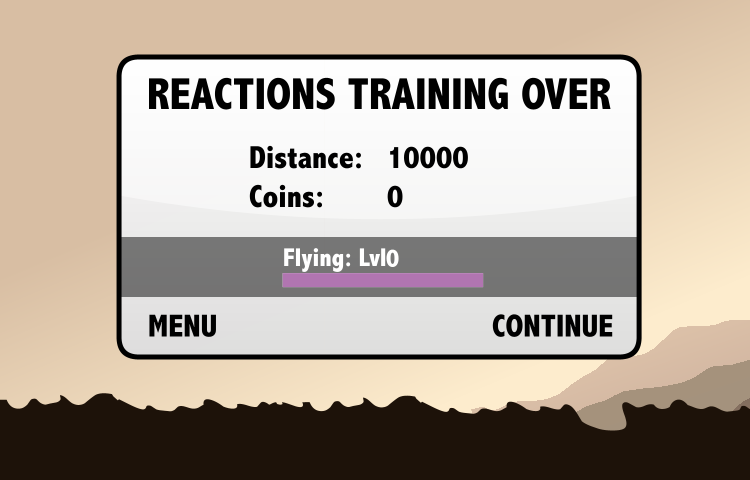 REACTIONS TRAINING OVER
Distance: 10000
Coins: 0
Flying: Lvl0
MENU CONTINUE